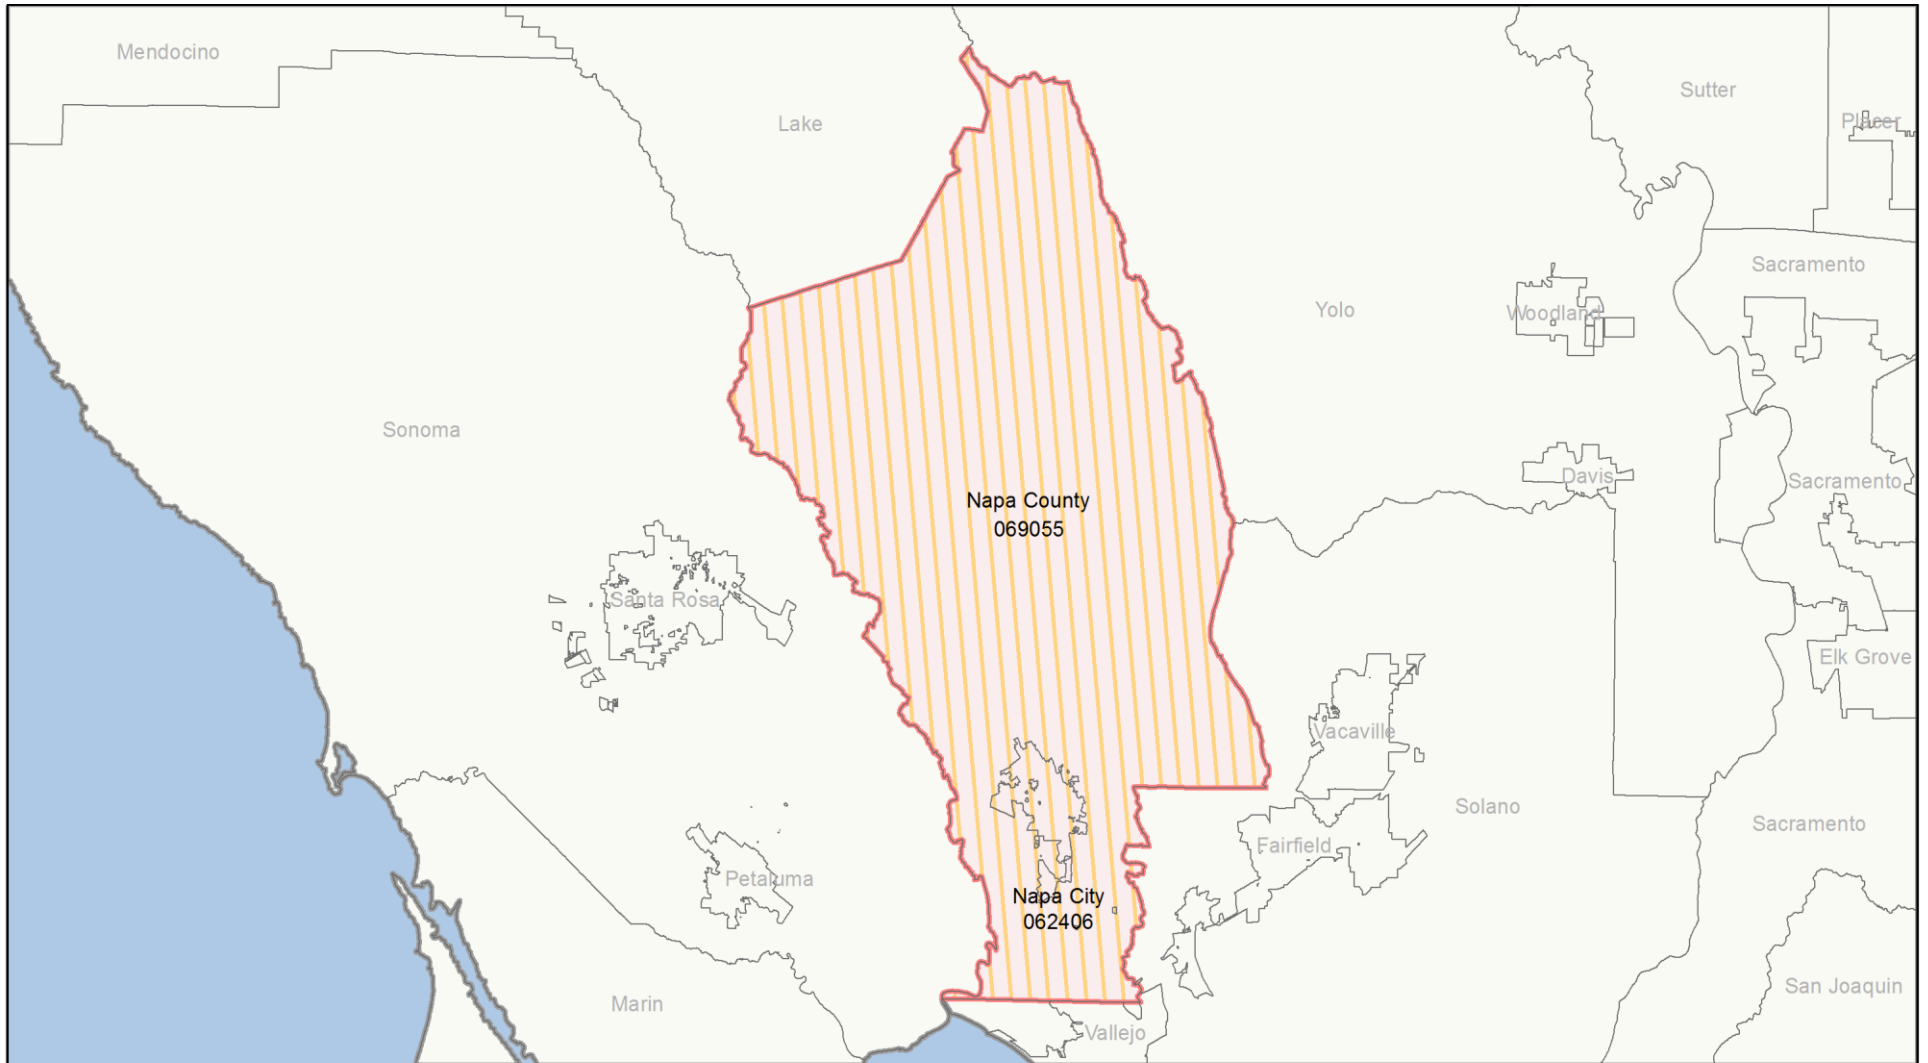 Mendocino
Sutter
Placer
Lake
Sacramento
Yolo
Woodland
Sonoma
Davis
Sacramento
Napa County
069055
Santa Rosa
Elk Grove
Vacaville
Solano
Sacramento
Fairfield
Petaluma
Napa City
062406
San Joaquin
Marin
Vallejo